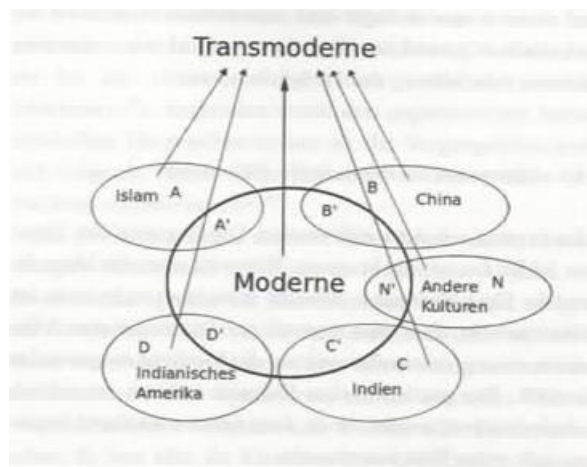 Transmoderne
Islam A
A'
B
B'
China
Moderne
N'
Andere
Kulturen
N
D
D'
Indianisches
Amerika
C'
C
Indien